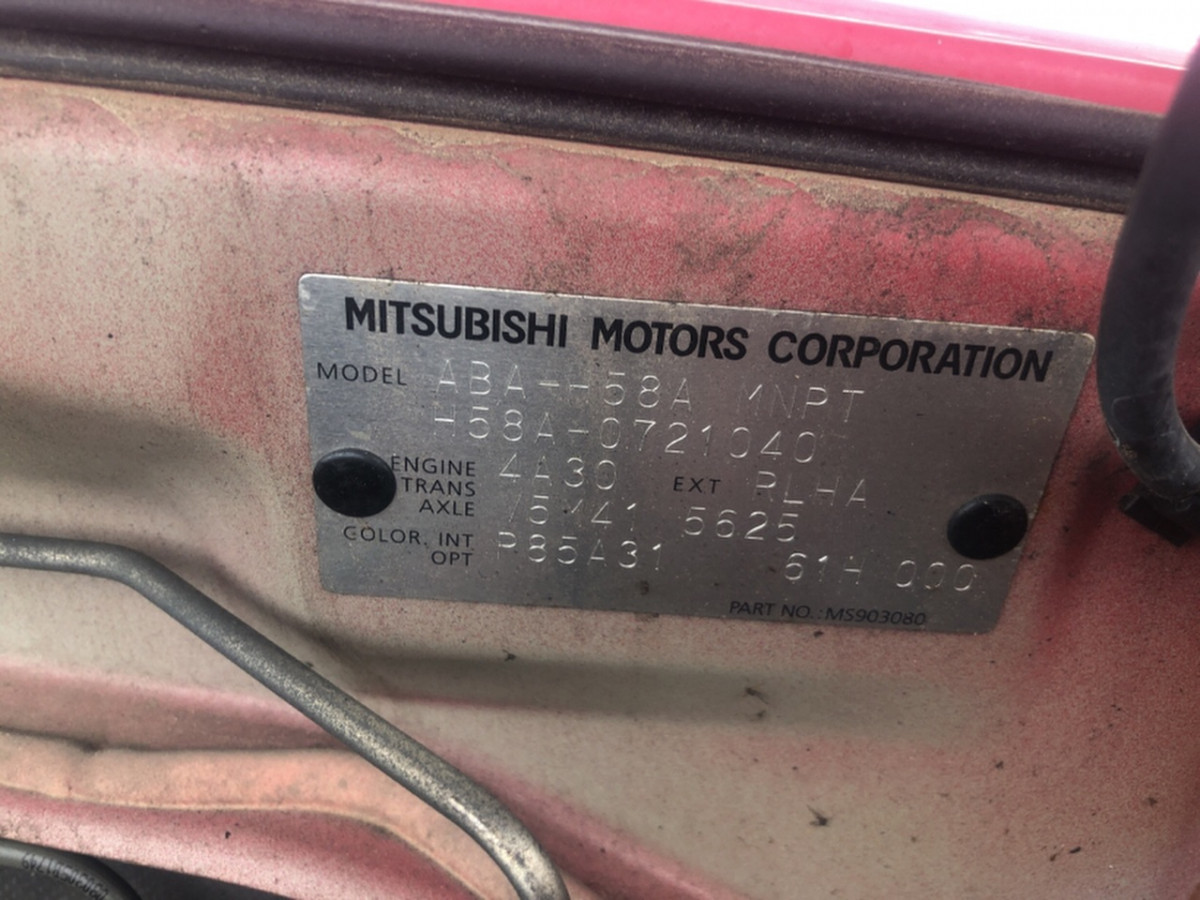 MITSUBISHI MOTORS CORPORATION
MODEL ABA-H58A MNPT
H58A-0721040
ENGINE 4A30 EXT RLHA
TRANS
AXLE V5M41 5625
COLOR, INT P85A31 61H 000
OPT
PART NO.:MS903080